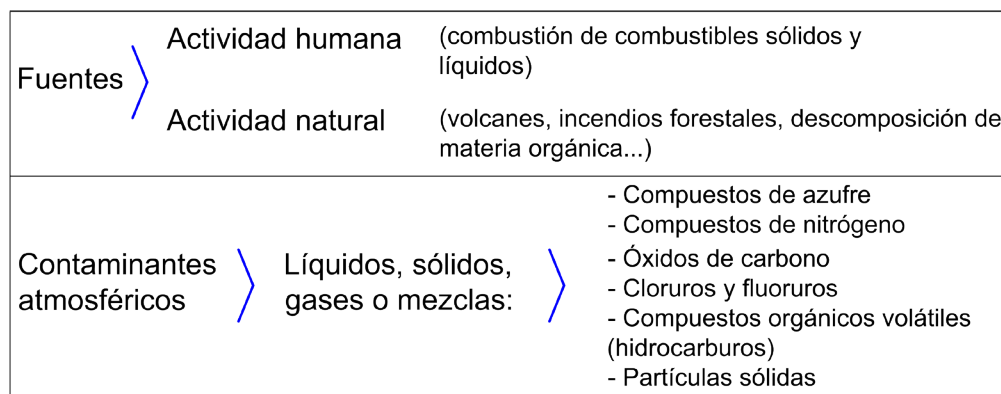 Fuentes
Actividad humana
(combustión de combustibles sólidos y
líquidos)
Actividad natural
(volcanes, incendios forestales, descomposición de
materia orgánica...)
Contaminantes
atmosféricos
Líquidos, sólidos,
gases o mezclas:
- Compuestos de azufre
- Compuestos de nitrógeno
- Óxidos de carbono
- Cloruros y fluoruros
- Compuestos orgánicos volátiles
(hidrocarburos)
- Partículas sólidas